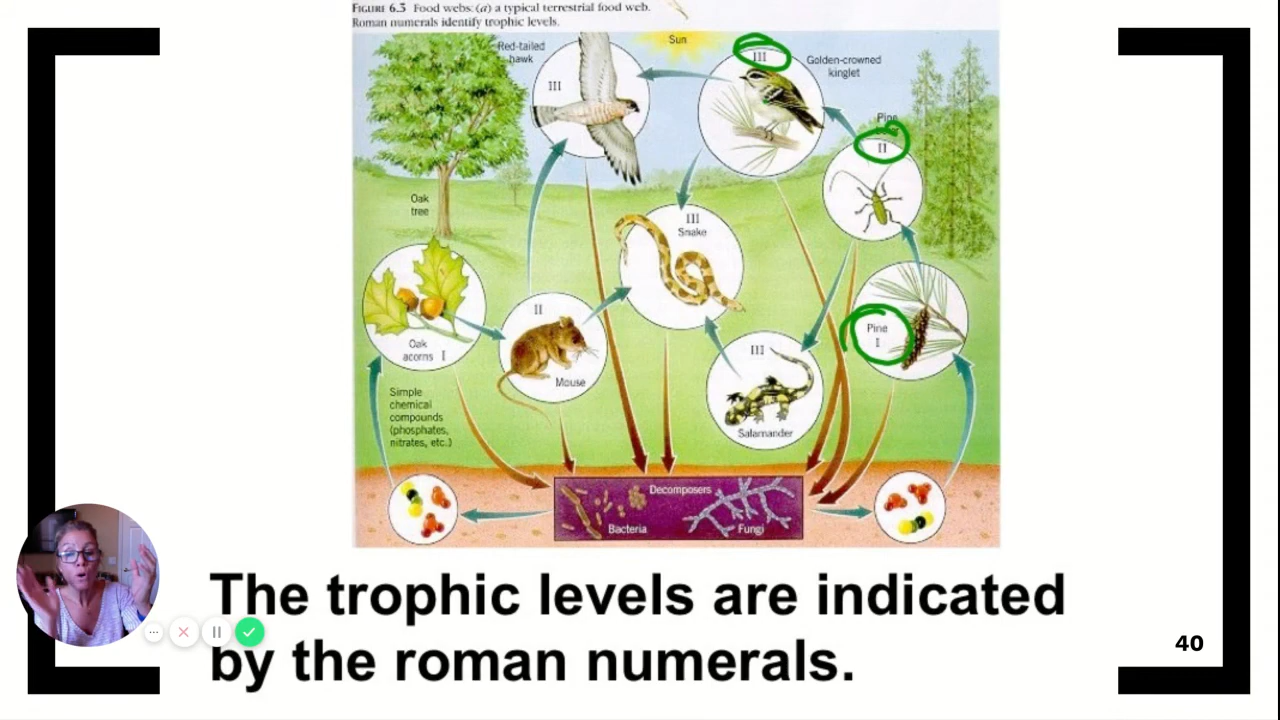 FIGURE 6.3 Food webs: (a) a typical terrestrial food web.
Roman numerals identify trophic levels.
Sun
Red-tailed
hawk
III
III
Golden-crowned
kinglet
Pine
II
Oak
tree
III
Snake
Oak
acorns I
II
Mouse
III
Salamander
Pine
I
Simple
chemical
compounds
(phosphates,
nitrates, etc.)
Decomposers
Bacteria
Fungi
The trophic levels are indicated
by the roman numerals.
40